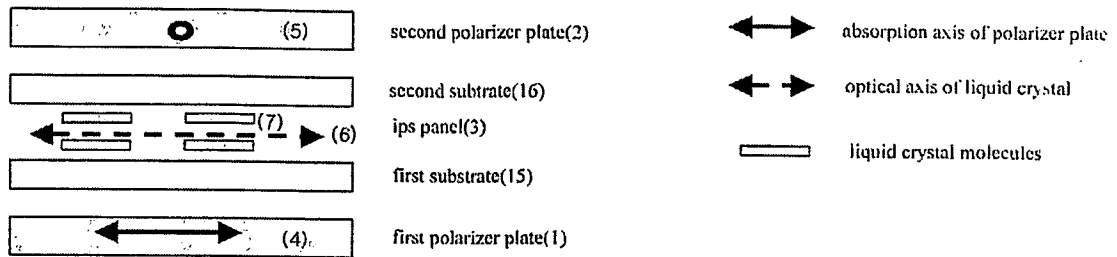 (5) second polarizer plate(2)
second subtrate(16)
(7)
(6) ips panel(3)
first substrate(15)
(4) first polarizer plate(1)
absorption axis of polarizer plate
optical axis of liquid crystal
liquid crystal molecules